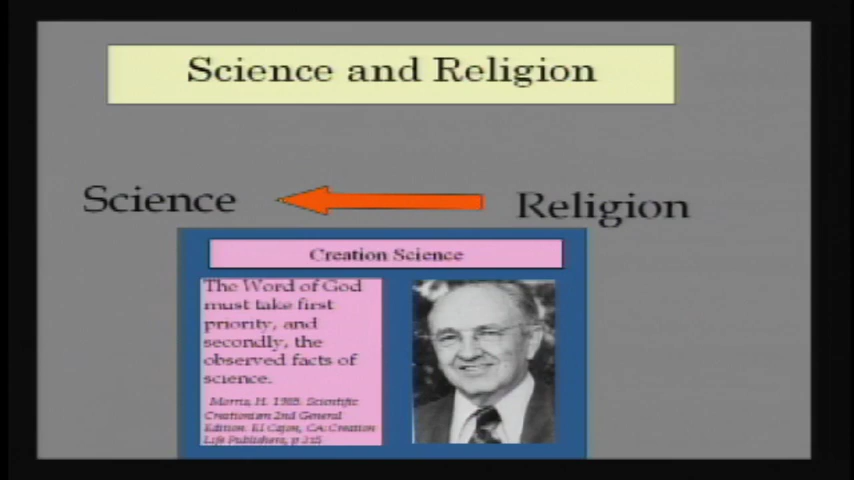 Science and Religion
Science
Religion
Creation Science
The Word of God
must take first
priority, and
secondly, the
observed facts of
science.
Morris, H. 1985. Scientific
Creationism 2nd General
Edition. El Cajon, CA: Creation
Life Publishers, p 315